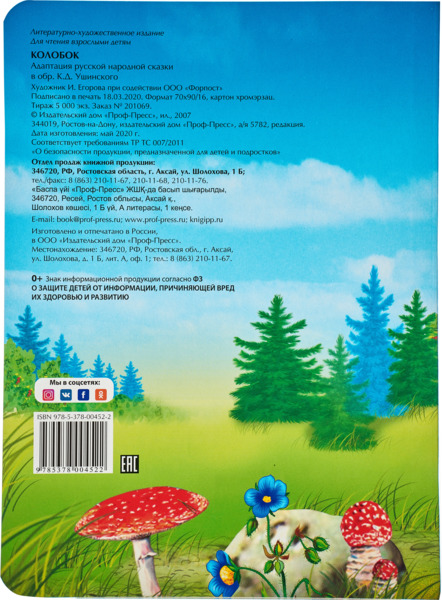 Литературно-художественное издание
Для чтения взрослыми детям
КОЛОБОК
Адаптация русской народной сказки
в обр. К.Д. Ушинского
Художник И. Егорова при содействии ООО «Форпост»
Подписано в печать 18.03.2020. Формат 70х90/16, картон хромэрзац.
Тираж 5 000 экз. Заказ № 201069.
© Издательский дом «Проф-Пресс», ил., 2007
344019, Ростов-на-Дону, издательский дом «Проф-Пресс», а/я 5782, редакция.
Дата изготовления: май 2020 г.
Соответствует требованиям ТР ТС 007/2011
«О безопасности продукции, предназначенной для детей и подростков»
Отдел продаж книжной продукции:
346720, РФ, Ростовская область, г. Аксай, ул. Шолохова, 1 Б;
тел./факс: 8 (863) 210-11-67, 210-11-68, 210-11-76.
«Баспа үйі «Проф-Пресс» ЖШҚ-да басып шығарылды,
346720, Ресей, Ростов облысы, Аксай қ.,
Шолохов көшесі, 1 Б үй, А литерасы, 1 кеңсе.
E-mail: book@prof-press.ru; www.prof-press.ru; knigipp.ru
Изготовлено и отпечатано в России,
в ООО «Издательский дом «Проф-Пресс».
Местонахождение: 346720, РФ, Ростовская обл., г. Аксай,
ул. Шолохова, д. 1 Б, лит. А, оф. 1; тел.: 8 (863) 210-11-67.
0+ Знак информационной продукции согласно ФЗ
О ЗАЩИТЕ ДЕТЕЙ ОТ ИНФОРМАЦИИ, ПРИЧИНЯЮЩЕЙ ВРЕД
ИХ ЗДОРОВЬЮ И РАЗВИТИЮ
Мы в соцсетях:
ISBN 978-5-378-00452-2
9785378004522
EAC